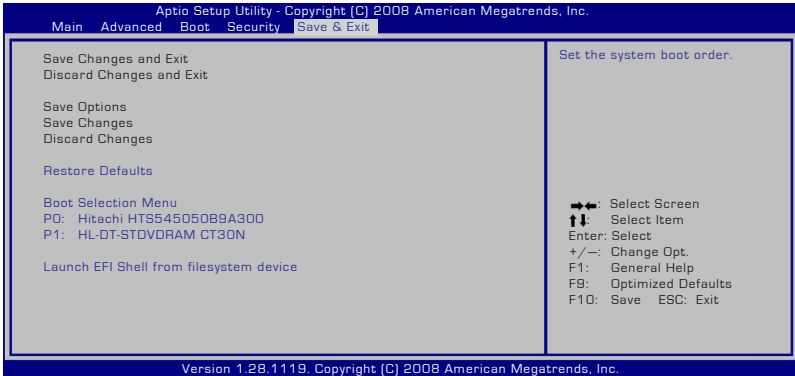 Aptio Setup Utility - Copyright (C) 2008 American Megatrends, Inc.
Main Advanced Boot Security Save & Exit
Save Changes and Exit
Discard Changes and Exit
Save Options
Save Changes
Discard Changes
Restore Defaults
Boot Selection Menu
P0: Hitachi HTS545050B9A300
P1: HL-DT-STDVDRAM CT30N
Launch EFI Shell from filesystem device
Set the system boot order.
→←: Select Screen
↑↓: Select Item
Enter: Select
+/—: Change Opt.
F1: General Help
F9: Optimized Defaults
F10: Save ESC: Exit
Version 1.28.1119. Copyright (C) 2008 American Megatrends, Inc.